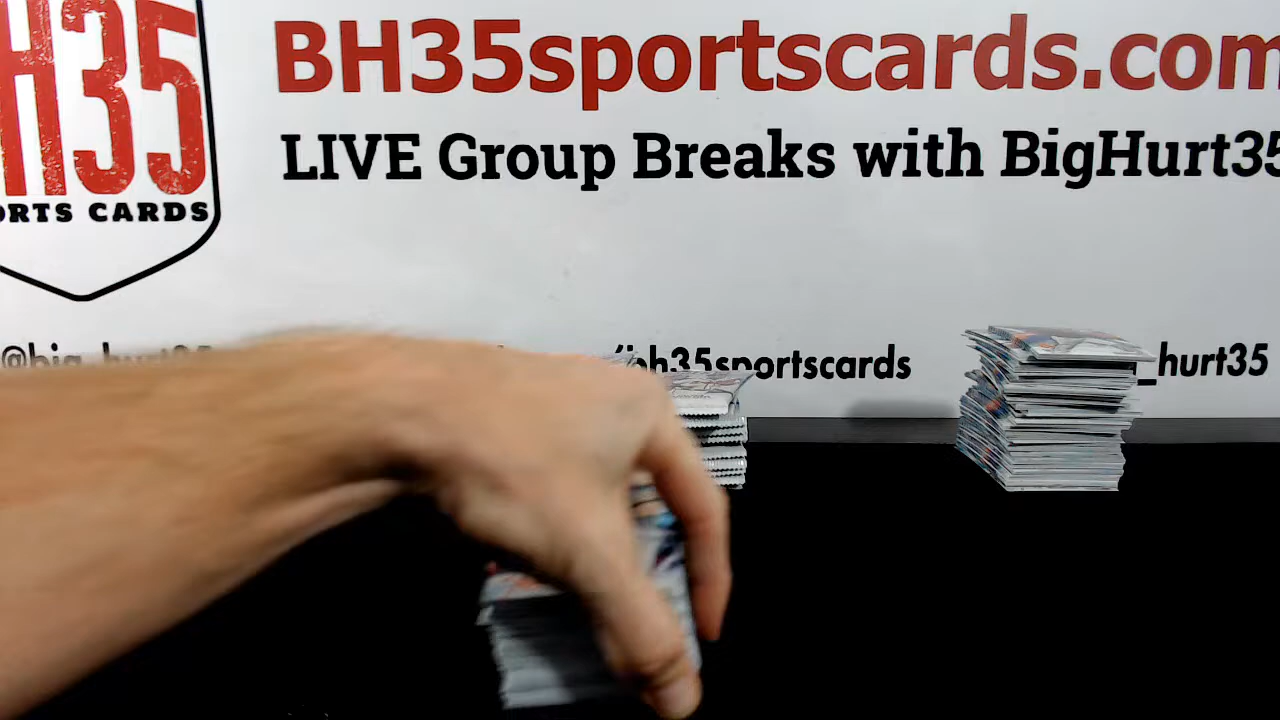 H35
ORTS CARDS
BH35sportscards.com
LIVE Group Breaks with BigHurt35
/bh35sportscards
_hurt35